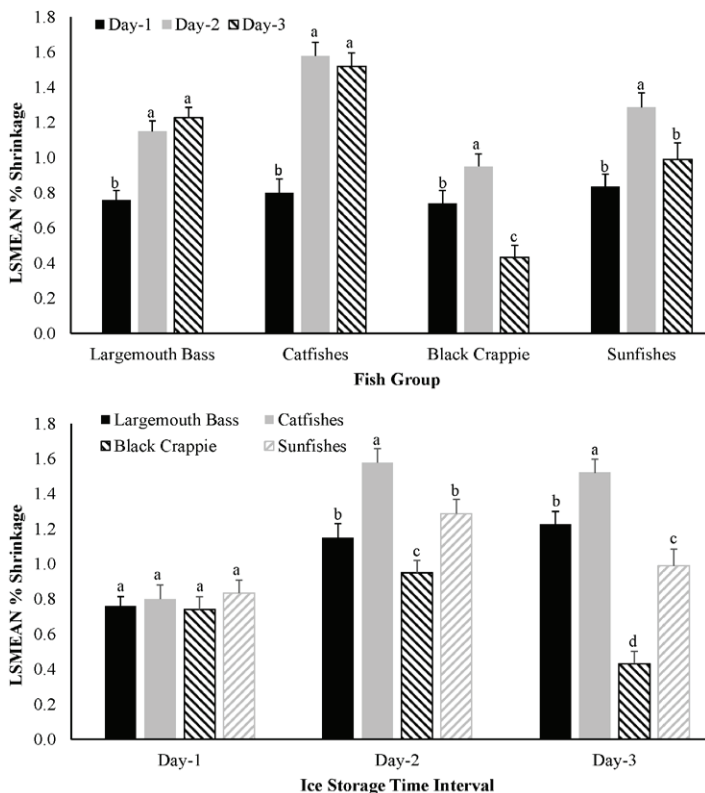 1.8
Day-1 Day-2 Day-3
1.6
1.4
1.2
1.0
0.8
0.6
0.4
0.2
0.0
LSMEAN % Shrinkage
b a a
b a a
b a c
b a b
Largemouth Bass Catfishes Black Crappie Sunfishes
Fish Group
1.8
Largemouth Bass Catfishes
Black Crappie Sunfishes
1.6
1.4
1.2
1.0
0.8
0.6
0.4
0.2
0.0
LSMEAN % Shrinkage
a a a a
b a c b
b a d c
Day-1 Day-2 Day-3
Ice Storage Time Interval